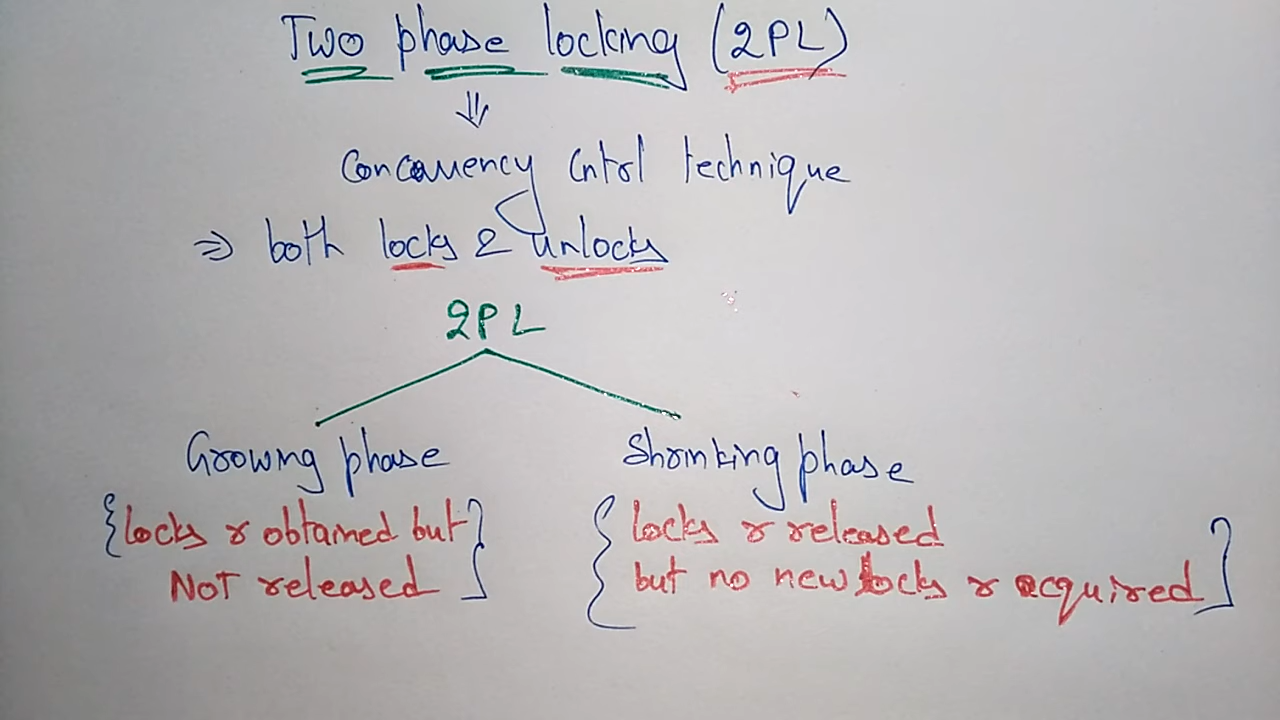 Two phase locking (2PL)
⇓
Concurrency Cntrl technique
⇒ both locks & unlocks
2PL
Growing phase
Shrinking phase
{locks r obtained but
NOT released}
{locks r released
but no new locks r acquired}